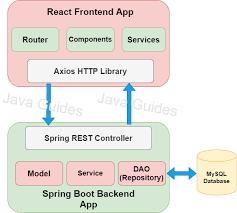 React Frontend App
Router
Components
Services
Axios HTTP Library
Java Guides
Java Guides
Spring REST Controller
Model
Service
DAO
(Repository)
MySQL
Database
Spring Boot Backend
App